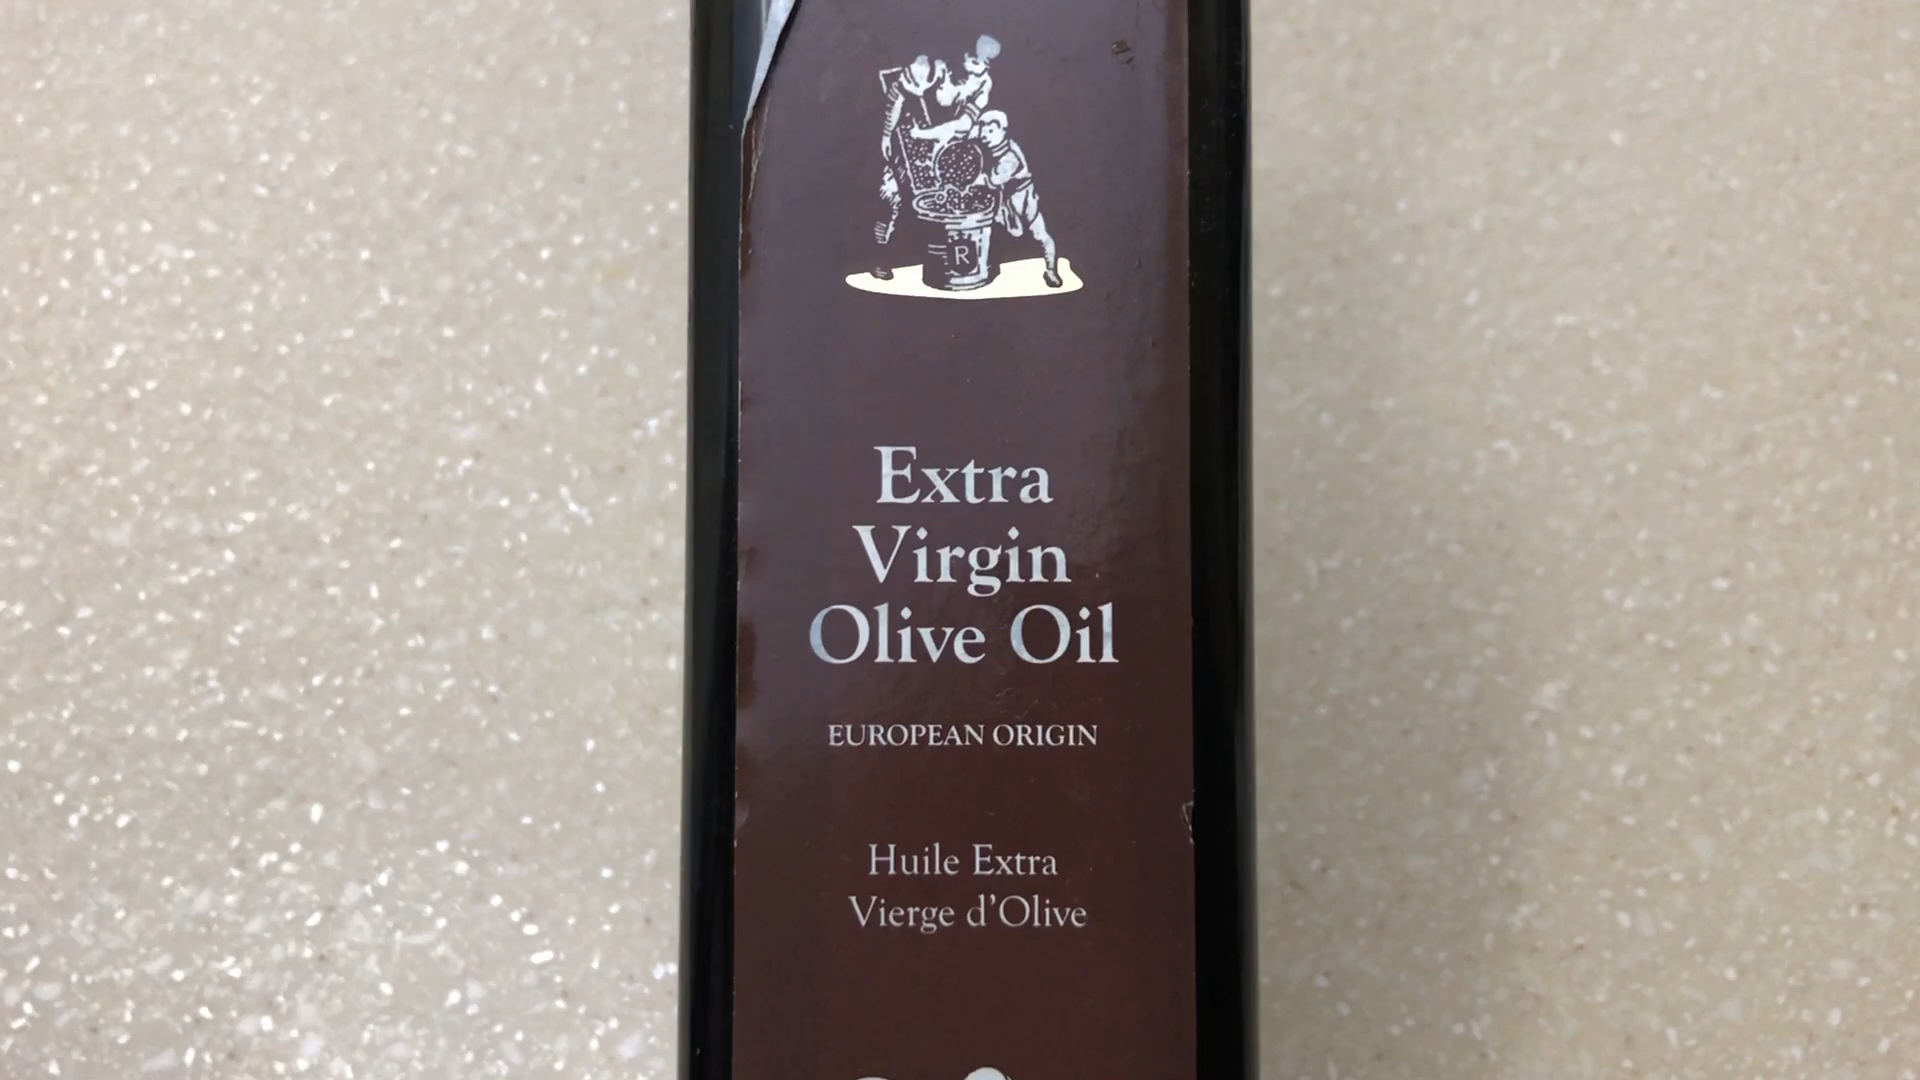 R
Extra
Virgin
Olive Oil
EUROPEAN ORIGIN
Huile Extra
Vierge d'Olive